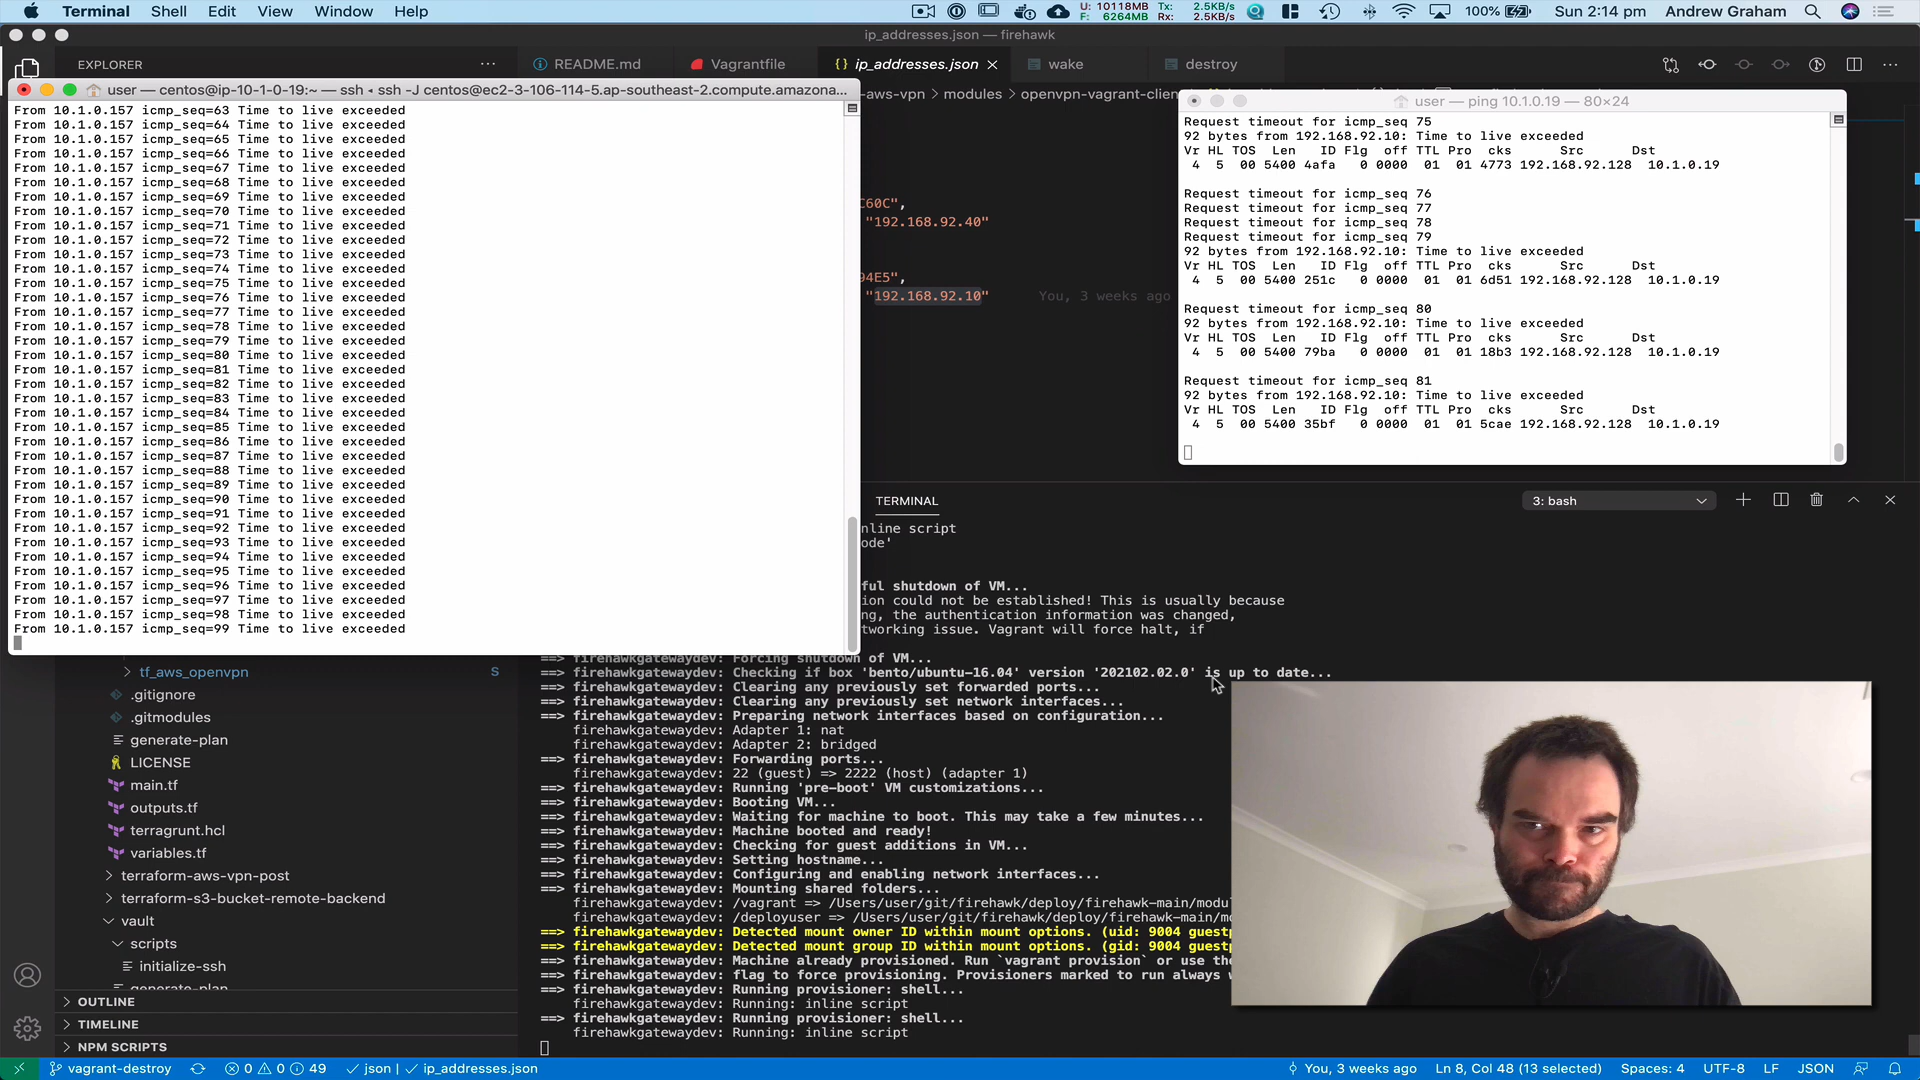 Terminal Shell Edit View Window Help
U: 10118MB Tx: 2.5KB/s
F: 6264MB Rx: 2.5KB/s
100% Sun 2:14 pm Andrew Graham
ip_addresses.json — firehawk
EXPLORER ...
README.md Vagrantfile {} ip_addresses.json × wake destroy
user — centos@ip-10-1-0-19:~ — ssh ◂ ssh -J centos@ec2-3-106-114-5.ap-southeast-2.compute.amazona...
From 10.1.0.157 icmp_seq=63 Time to live exceeded
From 10.1.0.157 icmp_seq=64 Time to live exceeded
From 10.1.0.157 icmp_seq=65 Time to live exceeded
From 10.1.0.157 icmp_seq=66 Time to live exceeded
From 10.1.0.157 icmp_seq=67 Time to live exceeded
From 10.1.0.157 icmp_seq=68 Time to live exceeded
From 10.1.0.157 icmp_seq=69 Time to live exceeded
From 10.1.0.157 icmp_seq=70 Time to live exceeded
From 10.1.0.157 icmp_seq=71 Time to live exceeded
From 10.1.0.157 icmp_seq=72 Time to live exceeded
From 10.1.0.157 icmp_seq=73 Time to live exceeded
From 10.1.0.157 icmp_seq=74 Time to live exceeded
From 10.1.0.157 icmp_seq=75 Time to live exceeded
From 10.1.0.157 icmp_seq=76 Time to live exceeded
From 10.1.0.157 icmp_seq=77 Time to live exceeded
From 10.1.0.157 icmp_seq=78 Time to live exceeded
From 10.1.0.157 icmp_seq=79 Time to live exceeded
From 10.1.0.157 icmp_seq=80 Time to live exceeded
From 10.1.0.157 icmp_seq=81 Time to live exceeded
From 10.1.0.157 icmp_seq=82 Time to live exceeded
From 10.1.0.157 icmp_seq=83 Time to live exceeded
From 10.1.0.157 icmp_seq=84 Time to live exceeded
From 10.1.0.157 icmp_seq=85 Time to live exceeded
From 10.1.0.157 icmp_seq=86 Time to live exceeded
From 10.1.0.157 icmp_seq=87 Time to live exceeded
From 10.1.0.157 icmp_seq=88 Time to live exceeded
From 10.1.0.157 icmp_seq=89 Time to live exceeded
From 10.1.0.157 icmp_seq=90 Time to live exceeded
From 10.1.0.157 icmp_seq=91 Time to live exceeded
From 10.1.0.157 icmp_seq=92 Time to live exceeded
From 10.1.0.157 icmp_seq=93 Time to live exceeded
From 10.1.0.157 icmp_seq=94 Time to live exceeded
From 10.1.0.157 icmp_seq=95 Time to live exceeded
From 10.1.0.157 icmp_seq=96 Time to live exceeded
From 10.1.0.157 icmp_seq=97 Time to live exceeded
From 10.1.0.157 icmp_seq=98 Time to live exceeded
From 10.1.0.157 icmp_seq=99 Time to live exceeded
-aws-vpn > modules > openvpn-vagrant-clien
C60C",
"192.168.92.40"
94E5",
"192.168.92.10" You, 3 weeks ago
user — ping 10.1.0.19 — 80×24
Request timeout for icmp_seq 75
92 bytes from 192.168.92.10: Time to live exceeded
Vr HL TOS Len ID Flg off TTL Pro cks Src Dst
4 5 00 5400 4afa 0 0000 01 01 4773 192.168.92.128 10.1.0.19
Request timeout for icmp_seq 76
Request timeout for icmp_seq 77
Request timeout for icmp_seq 78
Request timeout for icmp_seq 79
92 bytes from 192.168.92.10: Time to live exceeded
Vr HL TOS Len ID Flg off TTL Pro cks Src Dst
4 5 00 5400 251c 0 0000 01 01 6d51 192.168.92.128 10.1.0.19
Request timeout for icmp_seq 80
92 bytes from 192.168.92.10: Time to live exceeded
Vr HL TOS Len ID Flg off TTL Pro cks Src Dst
4 5 00 5400 79ba 0 0000 01 01 18b3 192.168.92.128 10.1.0.19
Request timeout for icmp_seq 81
92 bytes from 192.168.92.10: Time to live exceeded
Vr HL TOS Len ID Flg off TTL Pro cks Src Dst
4 5 00 5400 35bf 0 0000 01 01 5cae 192.168.92.128 10.1.0.19
TERMINAL 3: bash
nline script
ode'
ful shutdown of VM...
ion could not be established! This is usually because
ng, the authentication information was changed,
tworking issue. Vagrant will force halt, if
==> firehawkgatewaydev: Forcing shutdown of VM...
==> firehawkgatewaydev: Checking if box 'bento/ubuntu-16.04' version '202102.02.0' is up to date...
==> firehawkgatewaydev: Clearing any previously set forwarded ports...
==> firehawkgatewaydev: Clearing any previously set network interfaces...
==> firehawkgatewaydev: Preparing network interfaces based on configuration...
firehawkgatewaydev: Adapter 1: nat
firehawkgatewaydev: Adapter 2: bridged
==> firehawkgatewaydev: Forwarding ports...
firehawkgatewaydev: 22 (guest) => 2222 (host) (adapter 1)
==> firehawkgatewaydev: Running 'pre-boot' VM customizations...
==> firehawkgatewaydev: Booting VM...
==> firehawkgatewaydev: Waiting for machine to boot. This may take a few minutes...
==> firehawkgatewaydev: Machine booted and ready!
==> firehawkgatewaydev: Checking for guest additions in VM...
==> firehawkgatewaydev: Setting hostname...
==> firehawkgatewaydev: Configuring and enabling network interfaces...
==> firehawkgatewaydev: Mounting shared folders...
firehawkgatewaydev: /vagrant => /Users/user/git/firehawk/deploy/firehawk-main/modul
firehawkgatewaydev: /deployuser => /Users/user/git/firehawk/deploy/firehawk-main/mo
==> firehawkgatewaydev: Detected mount owner ID within mount options. (uid: 9004 guestp
==> firehawkgatewaydev: Detected mount group ID within mount options. (gid: 9004 guestp
==> firehawkgatewaydev: Machine already provisioned. Run `vagrant provision` or use the
==> firehawkgatewaydev: flag to force provisioning. Provisioners marked to run always w
==> firehawkgatewaydev: Running provisioner: shell...
firehawkgatewaydev: Running: inline script
==> firehawkgatewaydev: Running provisioner: shell...
firehawkgatewaydev: Running: inline script
tf_aws_openvpn S
.gitignore
.gitmodules
generate-plan
LICENSE
main.tf
outputs.tf
terragrunt.hcl
variables.tf
terraform-aws-vpn-post
terraform-s3-bucket-remote-backend
vault
scripts
initialize-ssh
generate-plan
OUTLINE
TIMELINE
NPM SCRIPTS
vagrant-destroy 0 0 49 json ip_addresses.json You, 3 weeks ago Ln 8, Col 48 (13 selected) Spaces: 4 UTF-8 LF JSON